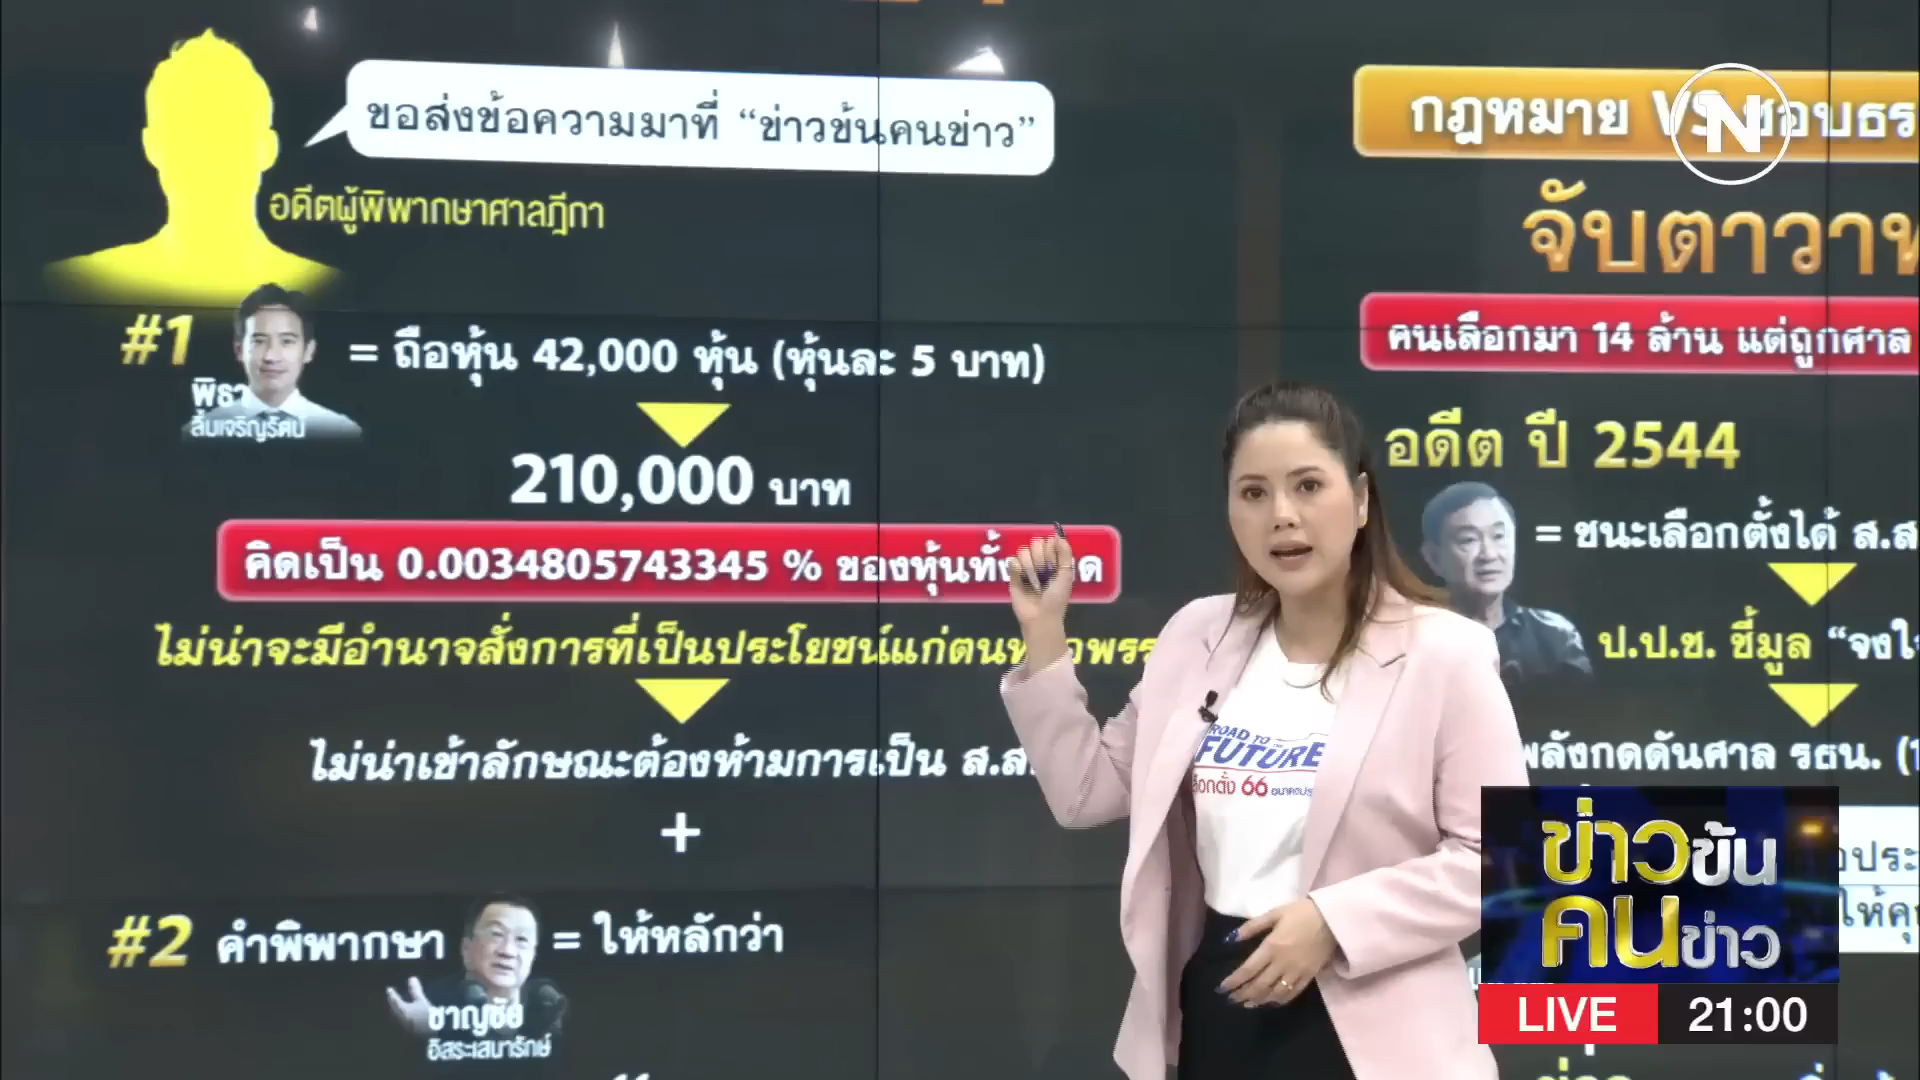 ขอส่งข้อความมาที่ “ข่าวข้นคนข่าว”
อดีตผู้พิพากษาศาลฎีกา
#1
พิธา
ลิ้มเจริญรัตน์
= ถือหุ้น 42,000 หุ้น (หุ้นละ 5 บาท)
210,000 บาท
คิดเป็น 0.0034805743345 % ของหุ้นทั้ง
ไม่น่าจะมีอำนาจสั่งการที่เป็นประโยชน์แก่ตน
ไม่น่าเข้าลักษณะต้องห้ามการเป็น ส.ส.
+
#2 คำพิพากษา = ให้หลักว่า
ชาญชัย
อิสระเสนารักษ์
กฎหมาย VS
N
จับตาวา
คนเลือกมา 14 ล้าน แต่ถูกศาล
อดีต ปี 2544
= ชนะเลือกตั้งได้ ส.ส
ป.ป.ช. ชี้มูล “จงใ
พลังกดดันศาล รธน.
ROAD TO THE
FUTURE
เลือกตั้ง 66
ข่าวข้น
คนข่าว
LIVE 21:00